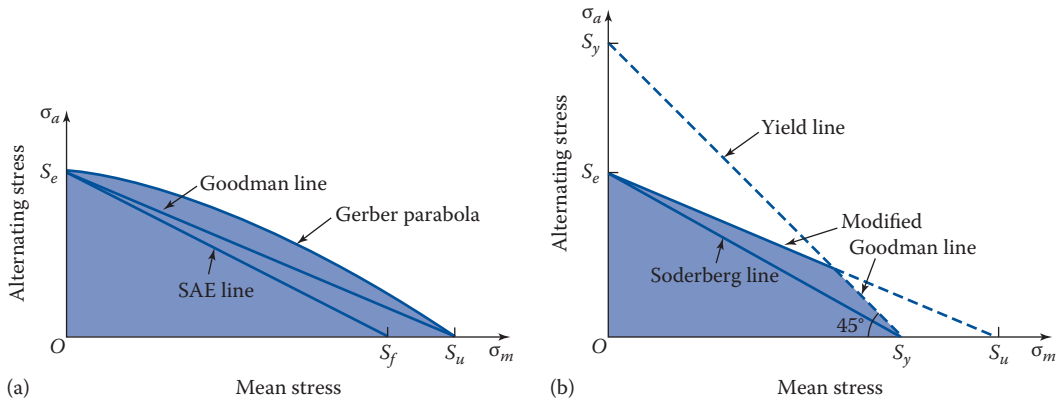 σa
Se
Alternating stress
Goodman line
Gerber parabola
SAE line
O
Sf
Su
σm
(a)
Mean stress
σa
Sy
Yield line
Se
Alternating stress
Modified
Goodman line
Soderberg line
45°
O
Sy
Su
σm
(b)
Mean stress